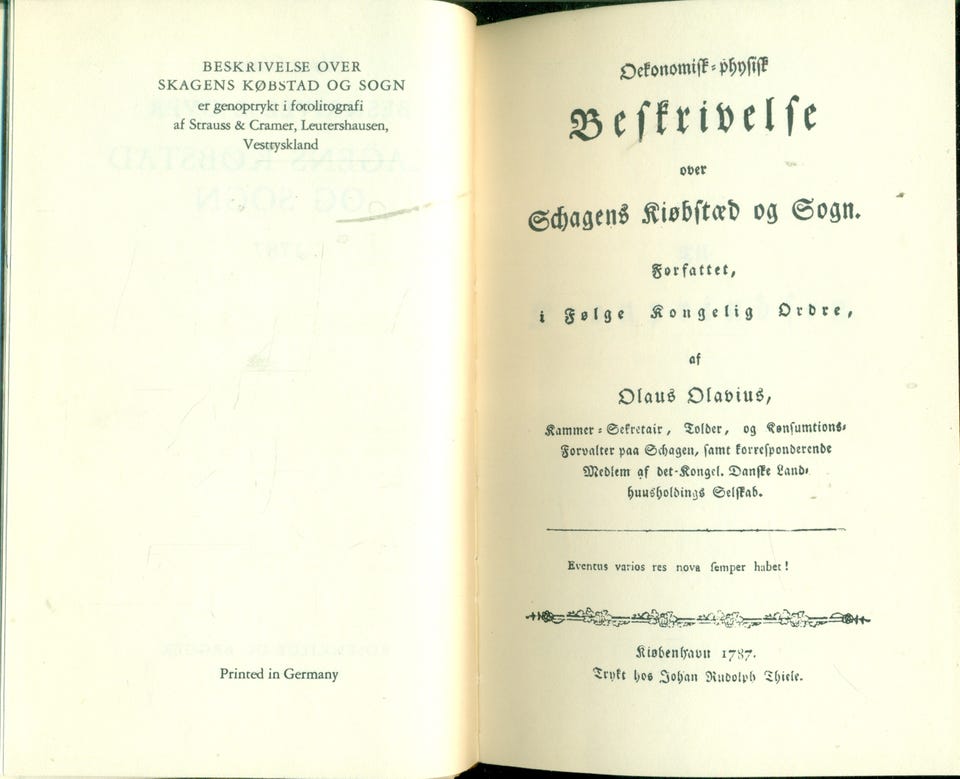 BESKRIVELSE OVER
SKAGENS KØBSTAD OG SOGN
er genoptrykt i fotolitografi
af Strauss & Cramer, Leutershausen,
Vesttyskland
Printed in Germany
Oekonomisk-physisk
Beskrivelse
over
Schagens Kiøbstæd og Sogn.
Forfattet,
i Følge Kongelig Ordre,
af
Olaus Olavius,
Kammer-Sekretair, Tolder, og Konsumtions-
Forvalter paa Schagen, samt korresponderende
Medlem af det Kongel. Danske Land-
huusholdings Selskab.
Eventus varios res nova semper habet!
Kiøbenhavn 1787.
Trykt hos Johan Rudolph Thiele.